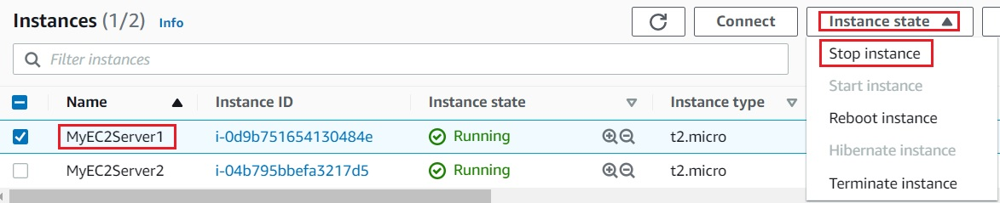 Instances (1/2) Info
Connect
Instance state
Filter instances
Stop instance
Start instance
Reboot instance
Hibernate instance
Terminate instance
Name Instance ID Instance state Instance type
MyEC2Server1 i-0d9b751654130484e Running t2.micro
MyEC2Server2 i-04b795bbefa3217d5 Running t2.micro